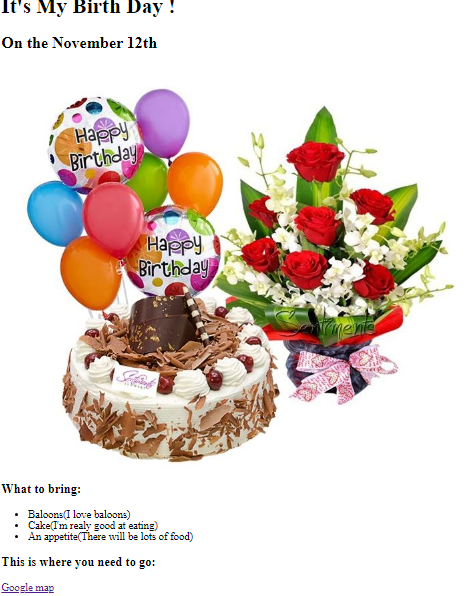 It's My Birth Day !
On the November 12th
Happy
Birthday
Happy
Birthday
Sentiments
What to bring:
Baloons(I love baloons)
Cake(I'm realy good at eating)
An appetite(There will be lots of food)
This is where you need to go:
Google map